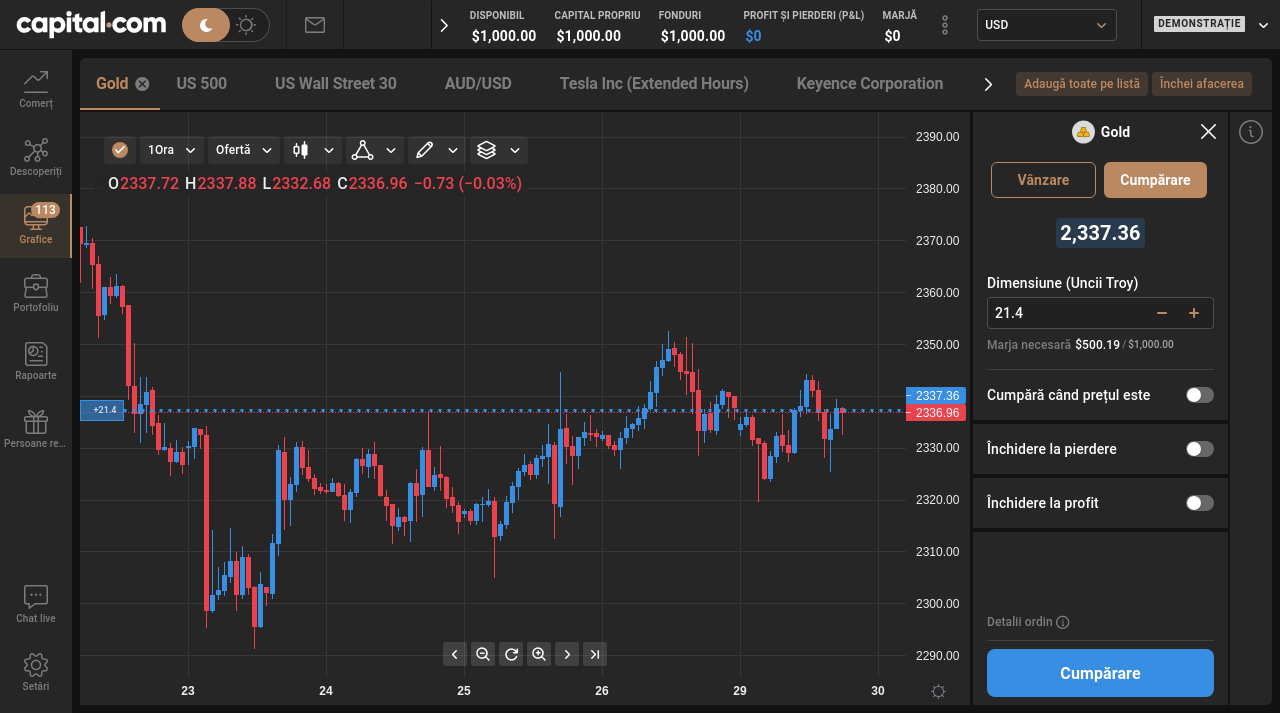 capital.com
DISPONIBIL
$1,000.00
CAPITAL PROPRIU
$1,000.00
FONDURI
$1,000.00
PROFIT ȘI PIERDERI (P&L)
$0
MARJĂ
$0
USD
DEMONSTRAȚIE
Comerț
Descoperiți
113
Grafice
Portofoliu
Rapoarte
Persoane re...
Chat live
Setări
Gold
US 500
US Wall Street 30
AUD/USD
Tesla Inc (Extended Hours)
Keyence Corporation
Adaugă toate pe listă
Închei afacerea
1Ora
Ofertă
O2337.72 H2337.88 L2332.68 C2336.96 −0.73 (−0.03%)
+21.4
2390.00
2380.00
2370.00
2360.00
2350.00
2337.36
2336.96
2330.00
2320.00
2310.00
2300.00
2290.00
23
24
25
26
29
30
Gold
Vânzare
Cumpărare
2,337.36
Dimensiune (Uncii Troy)
21.4
Marja necesară $500.19 / $1,000.00
Cumpără când prețul este
Închidere la pierdere
Închidere la profit
Detalii ordin
Cumpărare